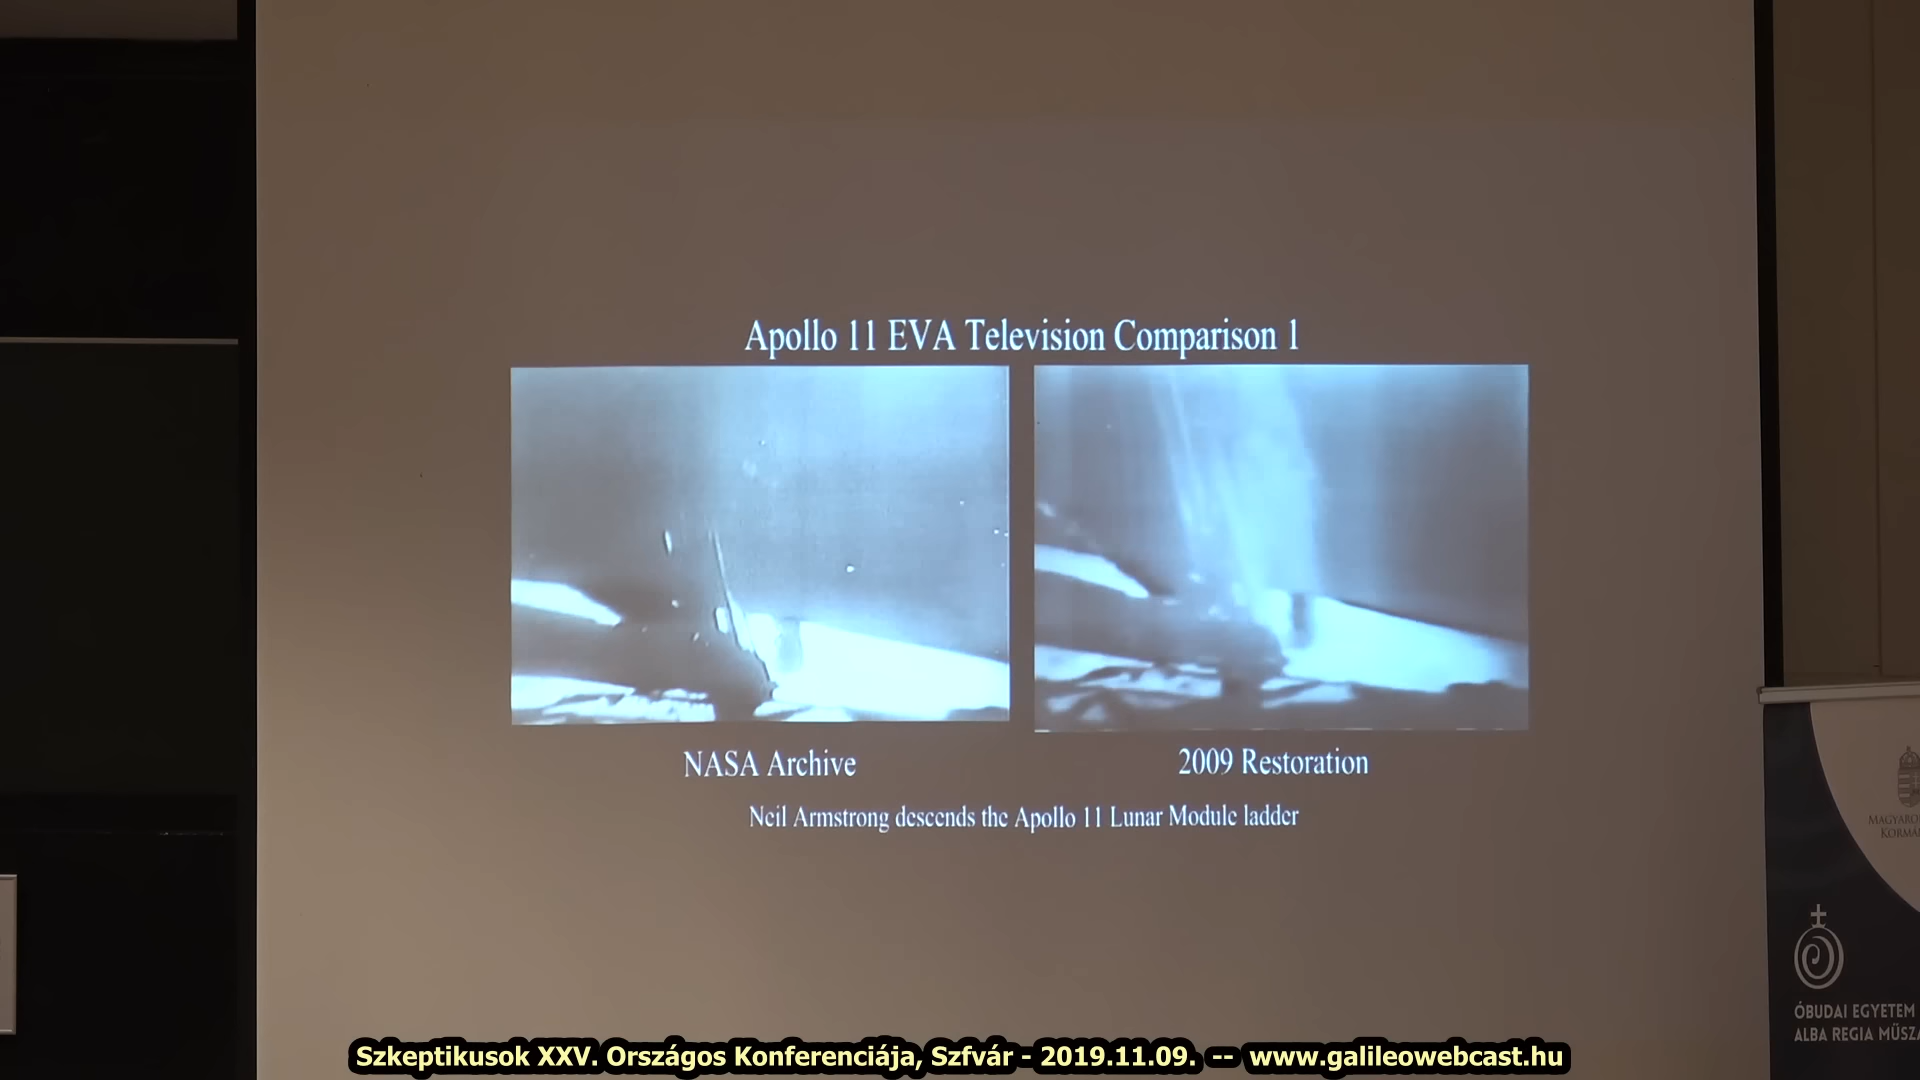 Apollo 11 EVA Television Comparison 1
NASA Archive
2009 Restoration
Neil Armstrong descends the Apollo 11 Lunar Module ladder
ÓBUDAI EGYETEM
ALBA REGIA
Szkeptikusok XXV. Országos Konferenciája, Szfvár - 2019.11.09. -- www.galileowebcast.hu